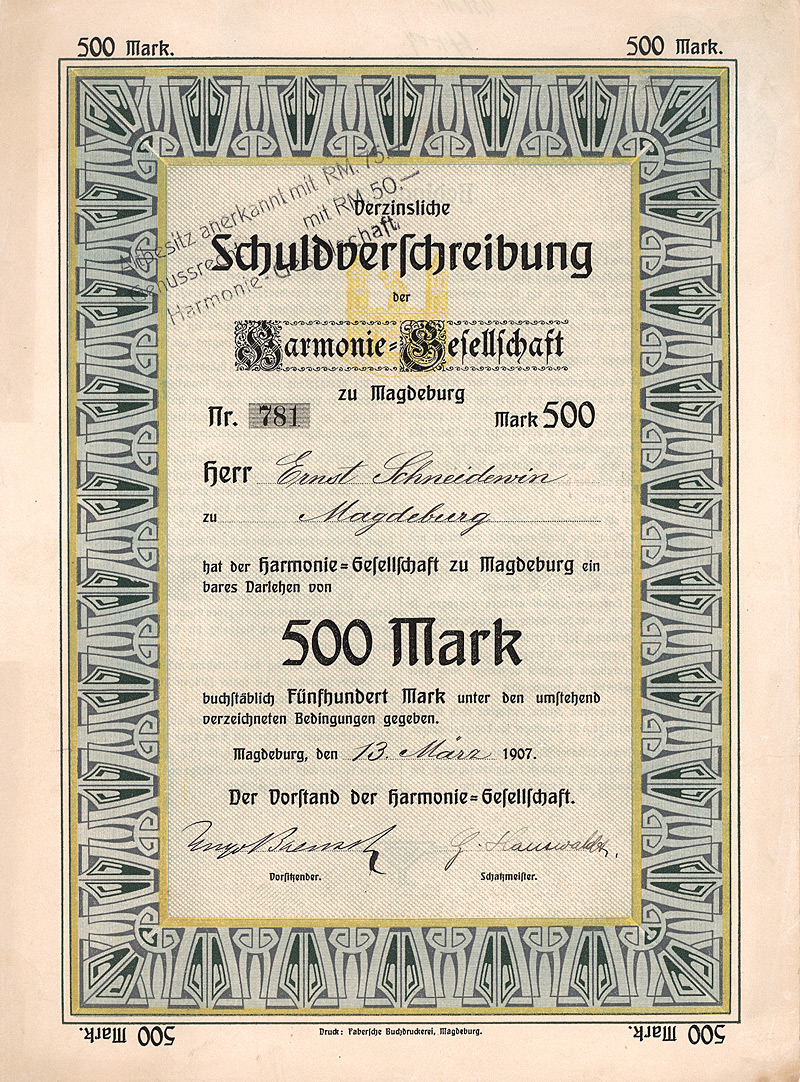 500 Mark. 500 Mark.
Altbesitz anerkannt mit RM. 75.—
Genussrecht mit RM. 50.—
Harmonie-Gesellschaft
Verzinsliche
Schuldverschreibung
der
Harmonie=Gesellschaft
zu Magdeburg
Nr. 781 Mark 500
Herr Ernst Schneidewin
zu Magdeburg
hat der Harmonie=Gesellschaft zu Magdeburg ein
bares Darlehen von
500 Mark
buchstäblich Fünfhundert Mark unter den umstehend
verzeichneten Bedingungen gegeben.
Magdeburg, den 13. März 1907.
Der Vorstand der Harmonie=Gesellschaft.
G. Hauswaldt.
Vorsitzender. Schatzmeister.
500 Mark. 500 Mark.
Druck: Fabersche Buchdruckerei, Magdeburg.